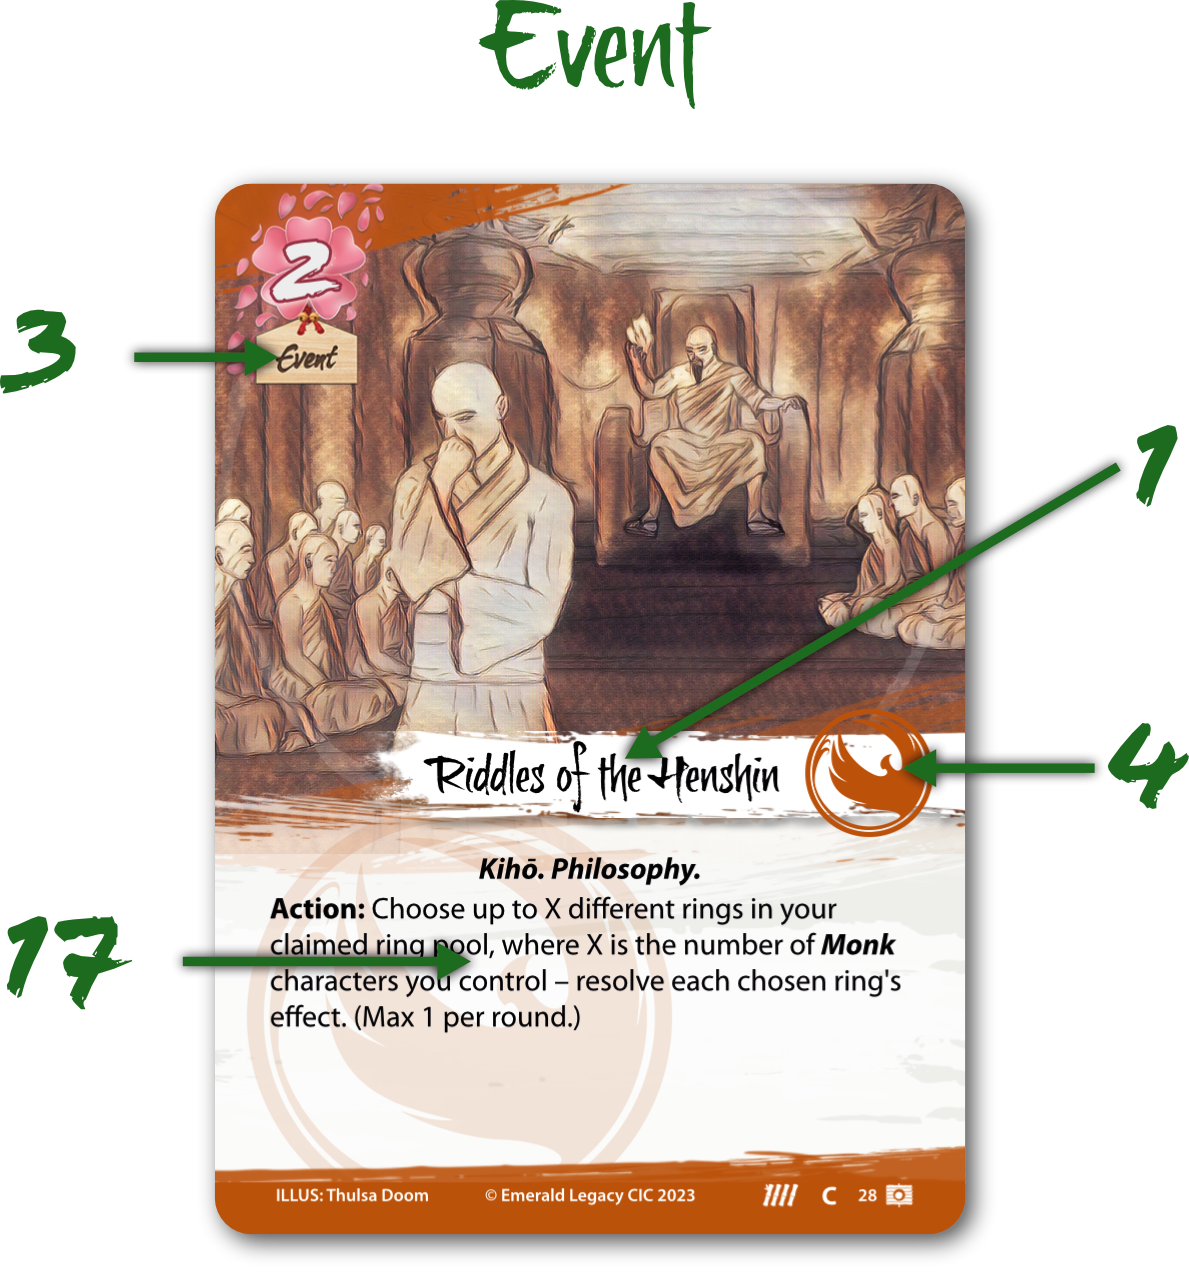 Event
2
3
Event
1
Riddles of the Henshin
4
Kihō. Philosophy.
Action: Choose up to X different rings in your
17
claimed ring pool, where X is the number of Monk
characters you control – resolve each chosen ring's
effect. (Max 1 per round.)
ILLUS: Thulsa Doom © Emerald Legacy CIC 2023 C 28